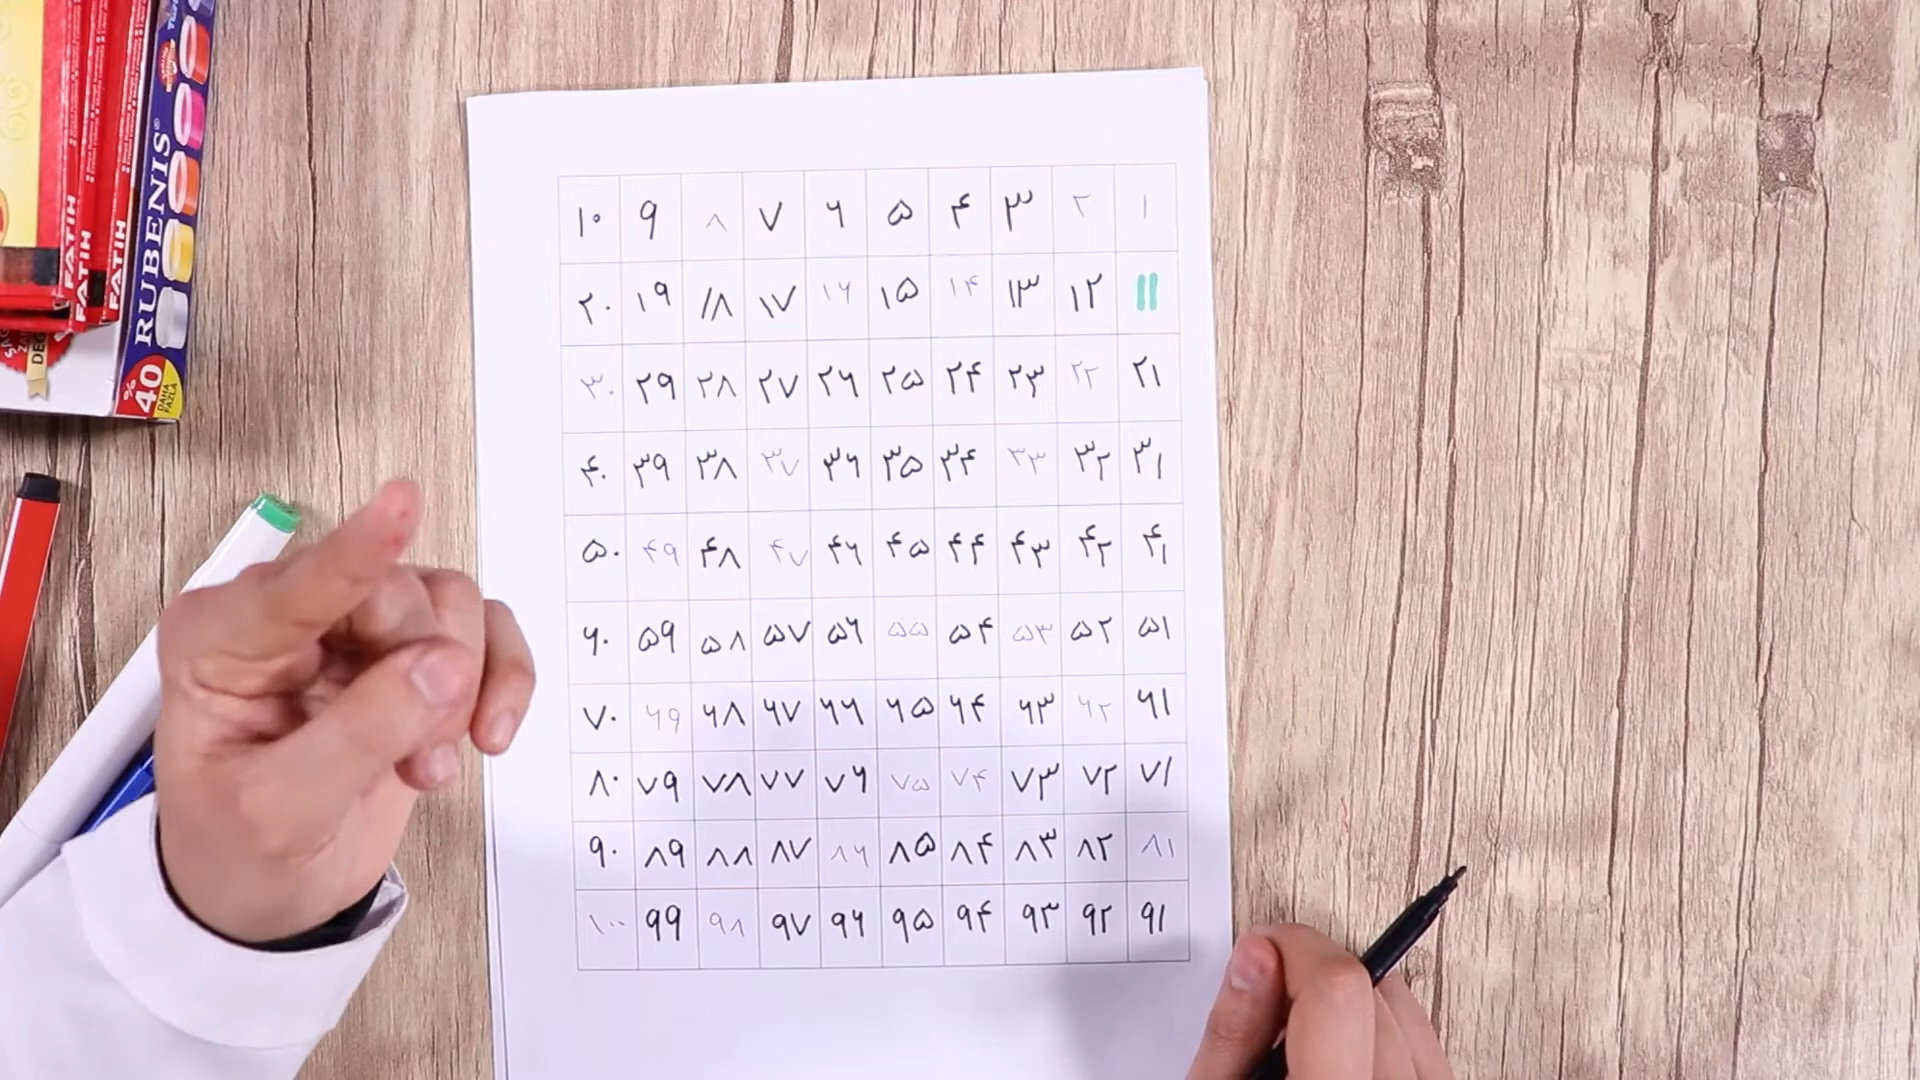 ۱ ۲ ۳ ۴ ۵ ۶ ۷ ۸ ۹ ۱۰
۱۱ ۱۲ ۱۳ ۱۴ ۱۵ ۱۶ ۱۷ ۱۸ ۱۹ ۲۰
۲۱ ۲۲ ۲۳ ۲۴ ۲۵ ۲۶ ۲۷ ۲۸ ۲۹ ۳۰
۳۱ ۳۲ ۳۳ ۳۴ ۳۵ ۳۶ ۳۷ ۳۸ ۳۹ ۴۰
۴۱ ۴۲ ۴۳ ۴۴ ۴۵ ۴۶ ۴۷ ۴۸ ۴۹ ۵۰
۵۱ ۵۲ ۵۳ ۵۴ ۵۵ ۵۶ ۵۷ ۵۸ ۵۹ ۶۰
۶۱ ۶۲ ۶۳ ۶۴ ۶۵ ۶۶ ۶۷ ۶۸ ۶۹ ۷۰
۷۱ ۷۲ ۷۳ ۷۴ ۷۵ ۷۶ ۷۷ ۷۸ ۷۹ ۸۰
۸۱ ۸۲ ۸۳ ۸۴ ۸۵ ۸۶ ۸۷ ۸۸ ۸۹ ۹۰
۹۱ ۹۲ ۹۳ ۹۴ ۹۵ ۹۶ ۹۷ ۹۸ ۹۹ ۱۰۰
FATIH
FATIH
FATIH
RUBENIS®
% 40
DAHA
FAZLA